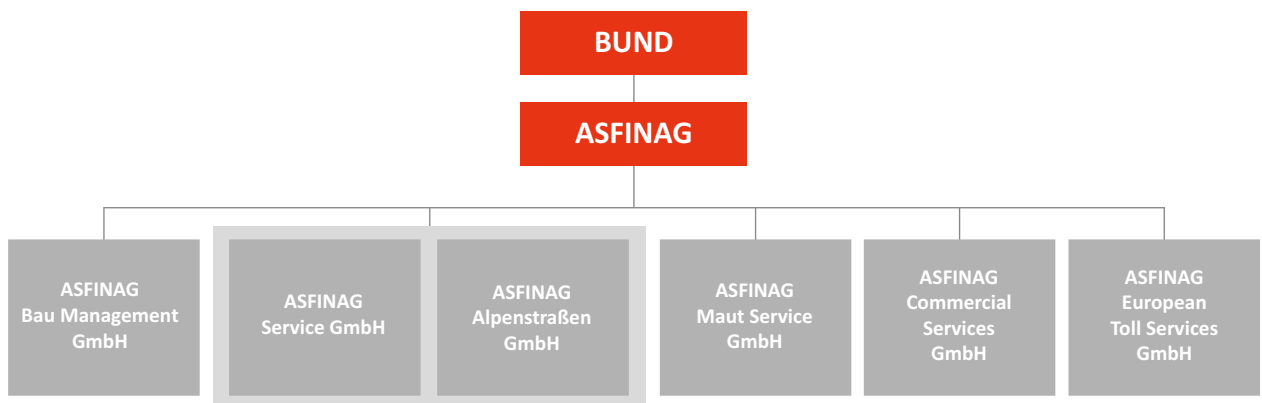 BUND
ASFINAG
ASFINAG
Bau Management
GmbH
ASFINAG
Service GmbH
ASFINAG
Alpenstraßen
GmbH
ASFINAG
Maut Service
GmbH
ASFINAG
Commercial
Services
GmbH
ASFINAG
European
Toll Services
GmbH